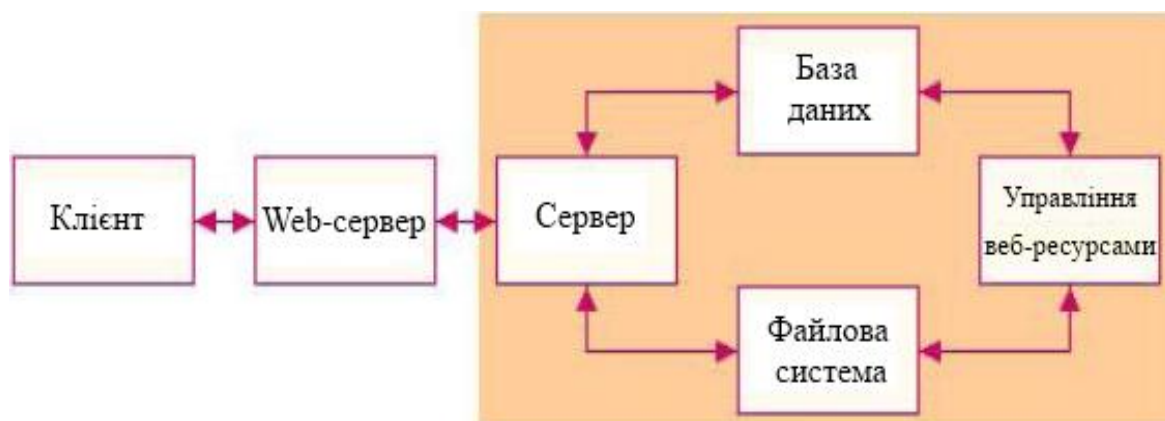 База
даних
Клієнт
Web-сервер
Сервер
Управління
веб-ресурсами
Файлова
система